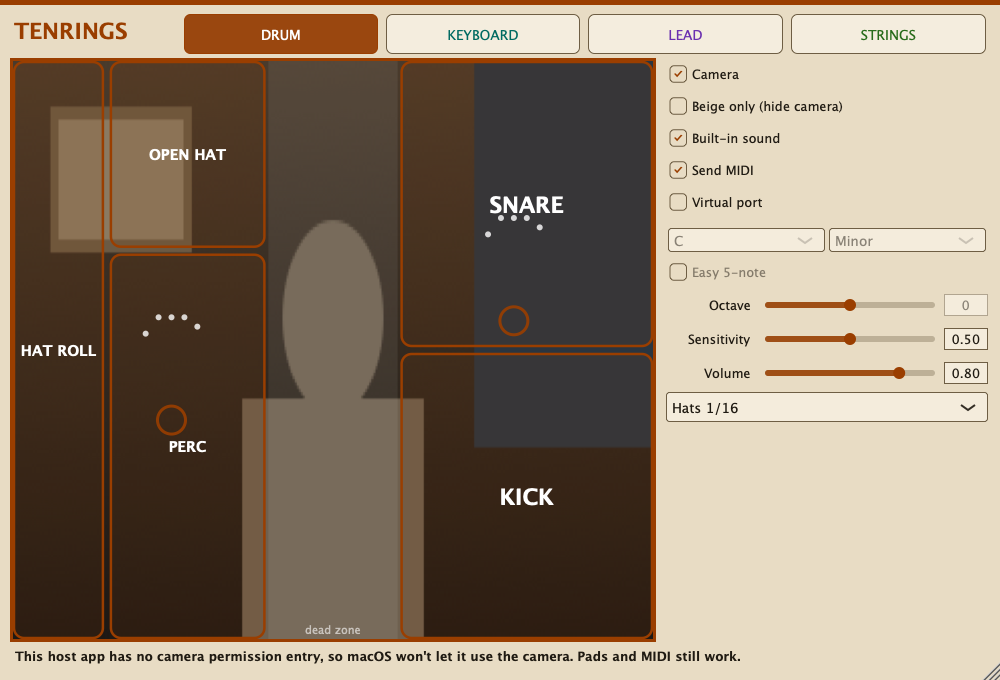 TENRINGS
DRUM
KEYBOARD
LEAD
STRINGS
OPEN HAT
SNARE
HAT ROLL
PERC
KICK
dead zone
Camera
Beige only (hide camera)
Built-in sound
Send MIDI
Virtual port
C
Minor
Easy 5-note
Octave
0
Sensitivity
0.50
Volume
0.80
Hats 1/16
This host app has no camera permission entry, so macOS won't let it use the camera. Pads and MIDI still work.